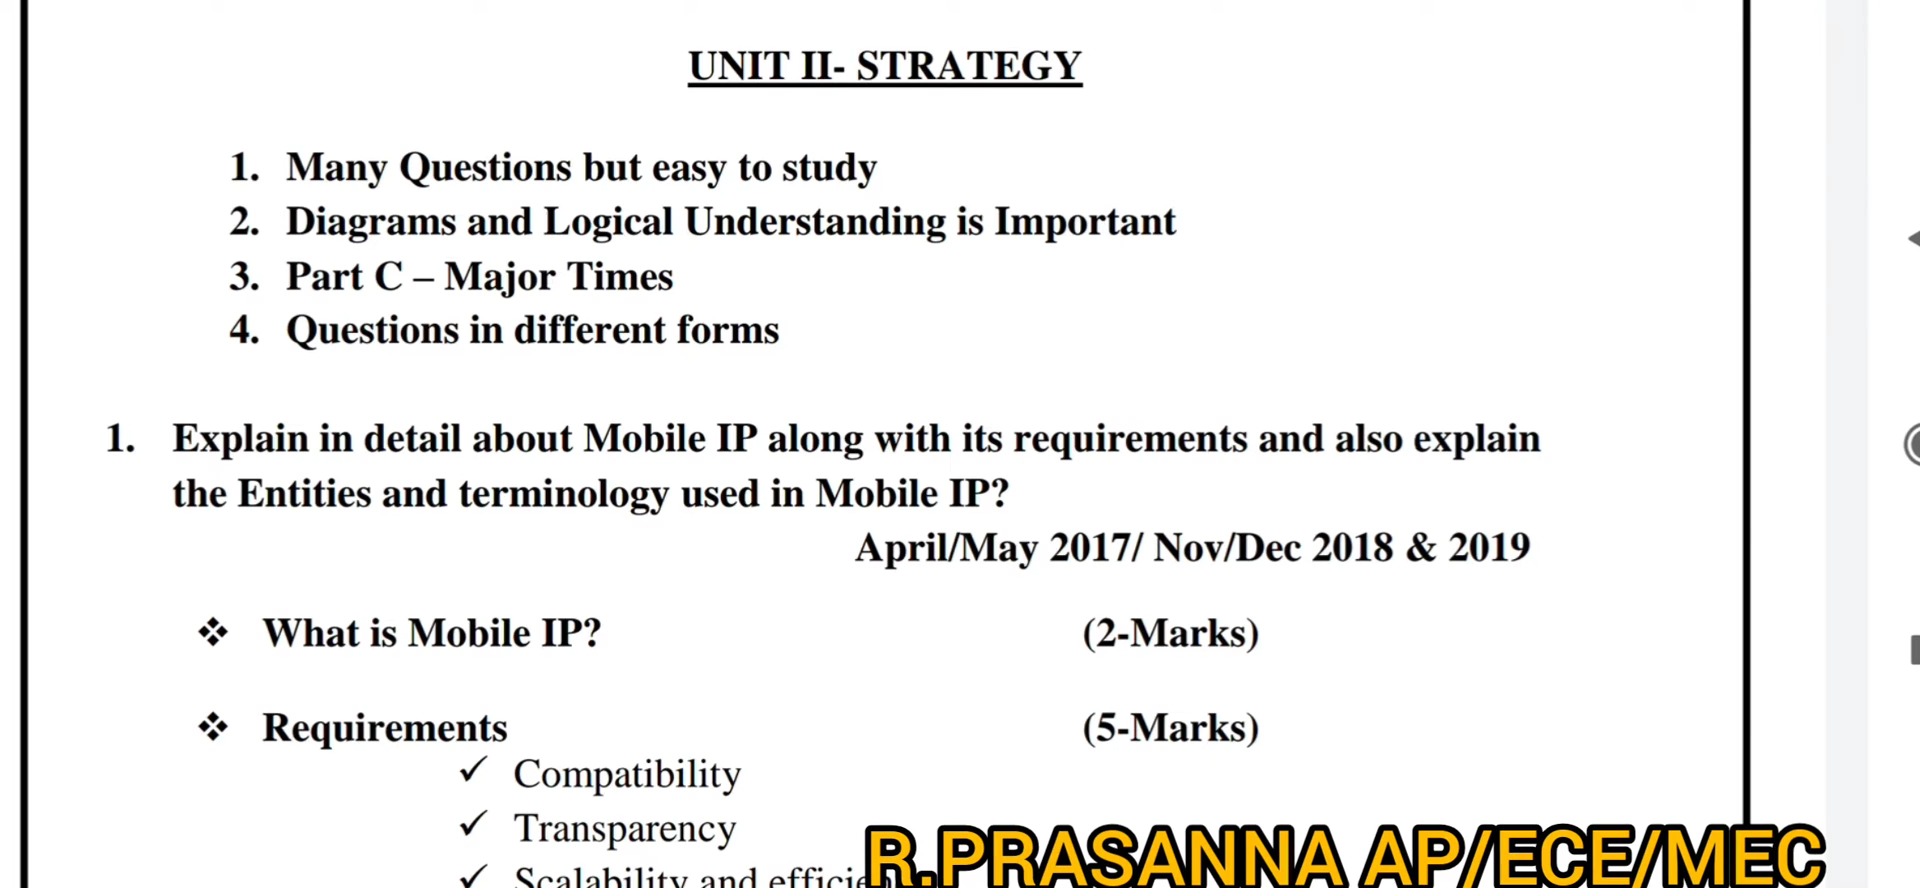 UNIT II- STRATEGY
1. Many Questions but easy to study
2. Diagrams and Logical Understanding is Important
3. Part C – Major Times
4. Questions in different forms
1. Explain in detail about Mobile IP along with its requirements and also explain
the Entities and terminology used in Mobile IP?
April/May 2017/ Nov/Dec 2018 & 2019
❖ What is Mobile IP? (2-Marks)
❖ Requirements (5-Marks)
✓ Compatibility
✓ Transparency
✓ Scalability and
R.PRASANNA AP/ECE/MEC